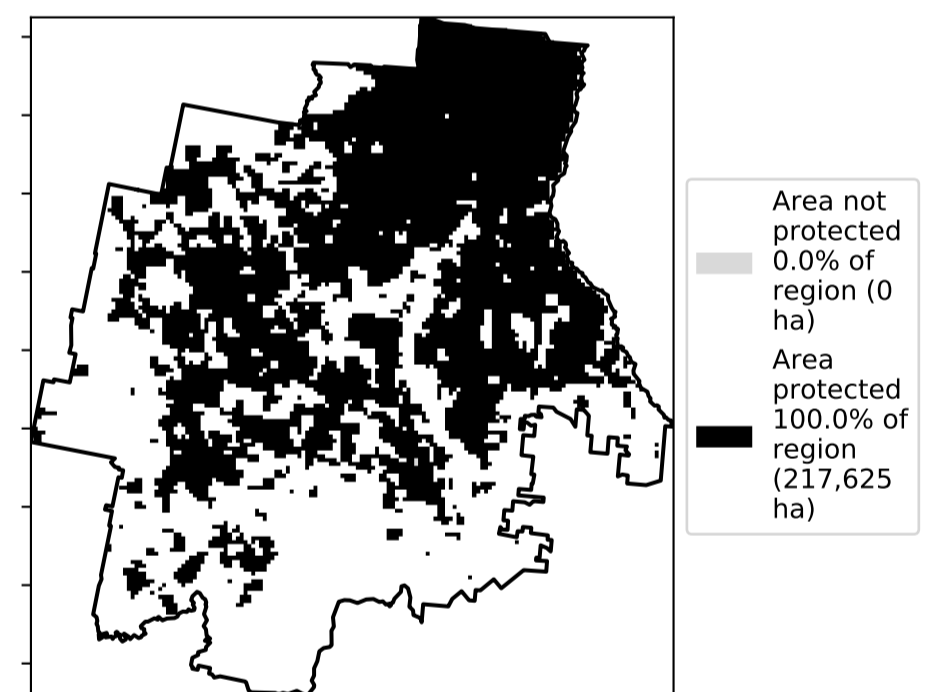 Area not
protected
0.0% of
region (0
ha)
Area
protected
100.0% of
region
(217,625
ha)